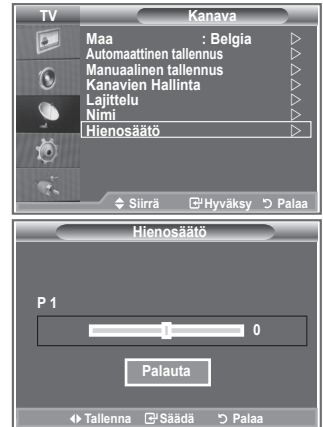 TV Kanava
Maa : Belgia
Automaattinen tallennus
Manuaalinen tallennus
Kanavien Hallinta
Lajittelu
Nimi
Hienosäätö
Siirrä Hyväksy Palaa
Hienosäätö
P 1
0
Palauta
Tallenna Säädä Palaa